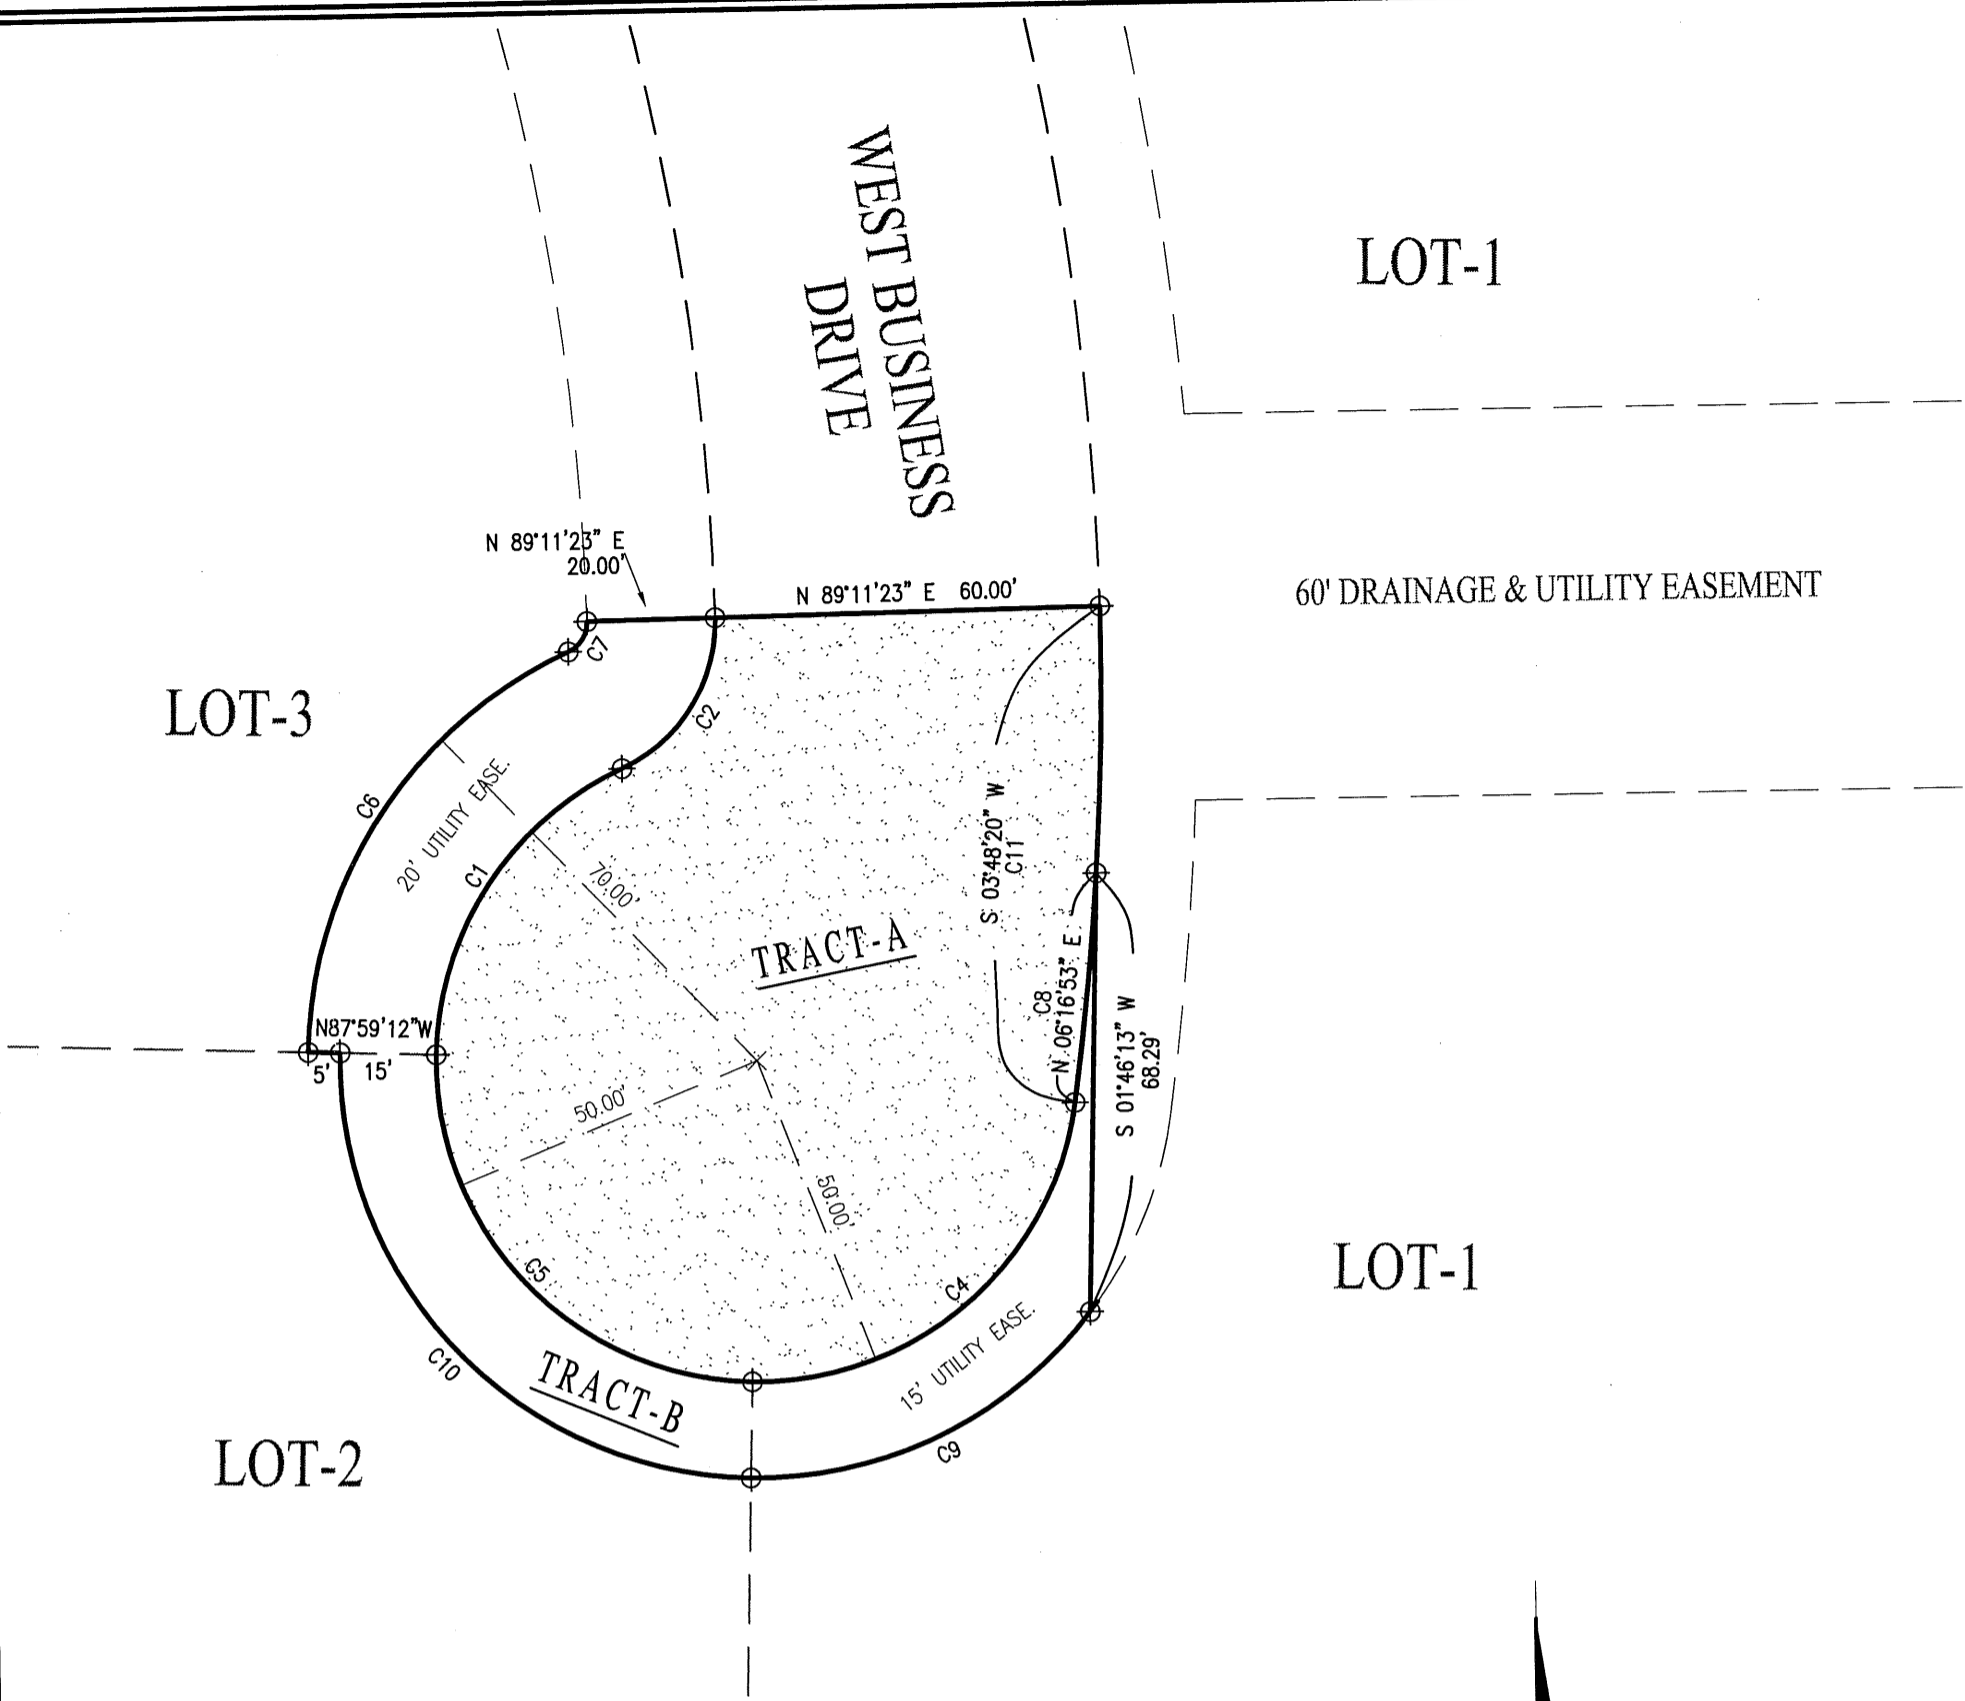 WEST BUSINESS
DRIVE
LOT-1
N 89°11'23" E
20.00'
N 89°11'23" E 60.00'
60' DRAINAGE & UTILITY EASEMENT
C7
LOT-3
C2
C6
20' UTILITY EASE.
C1
70.00'
S 03°48'20" W
C11
TRACT-A
C8
N 06°16'53" E
S 01°46'13" W
68.29'
N87°59'12"W
5'
15'
50.00'
50.00'
C5
C4
LOT-1
15' UTILITY EASE.
C10
TRACT-B
C9
LOT-2